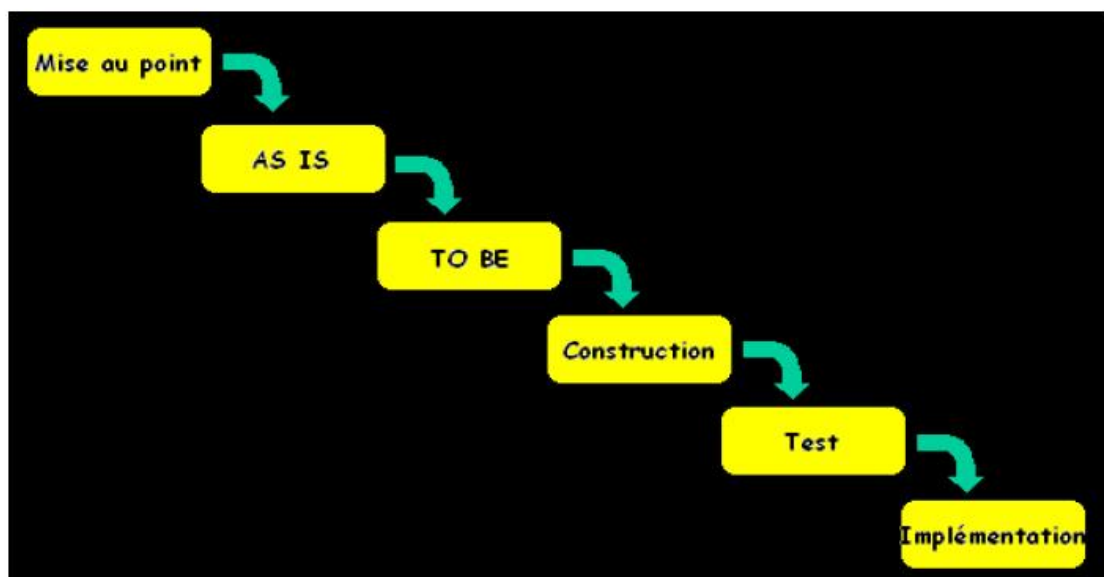 Mise au point
AS IS
TO BE
Construction
Test
Implémentation